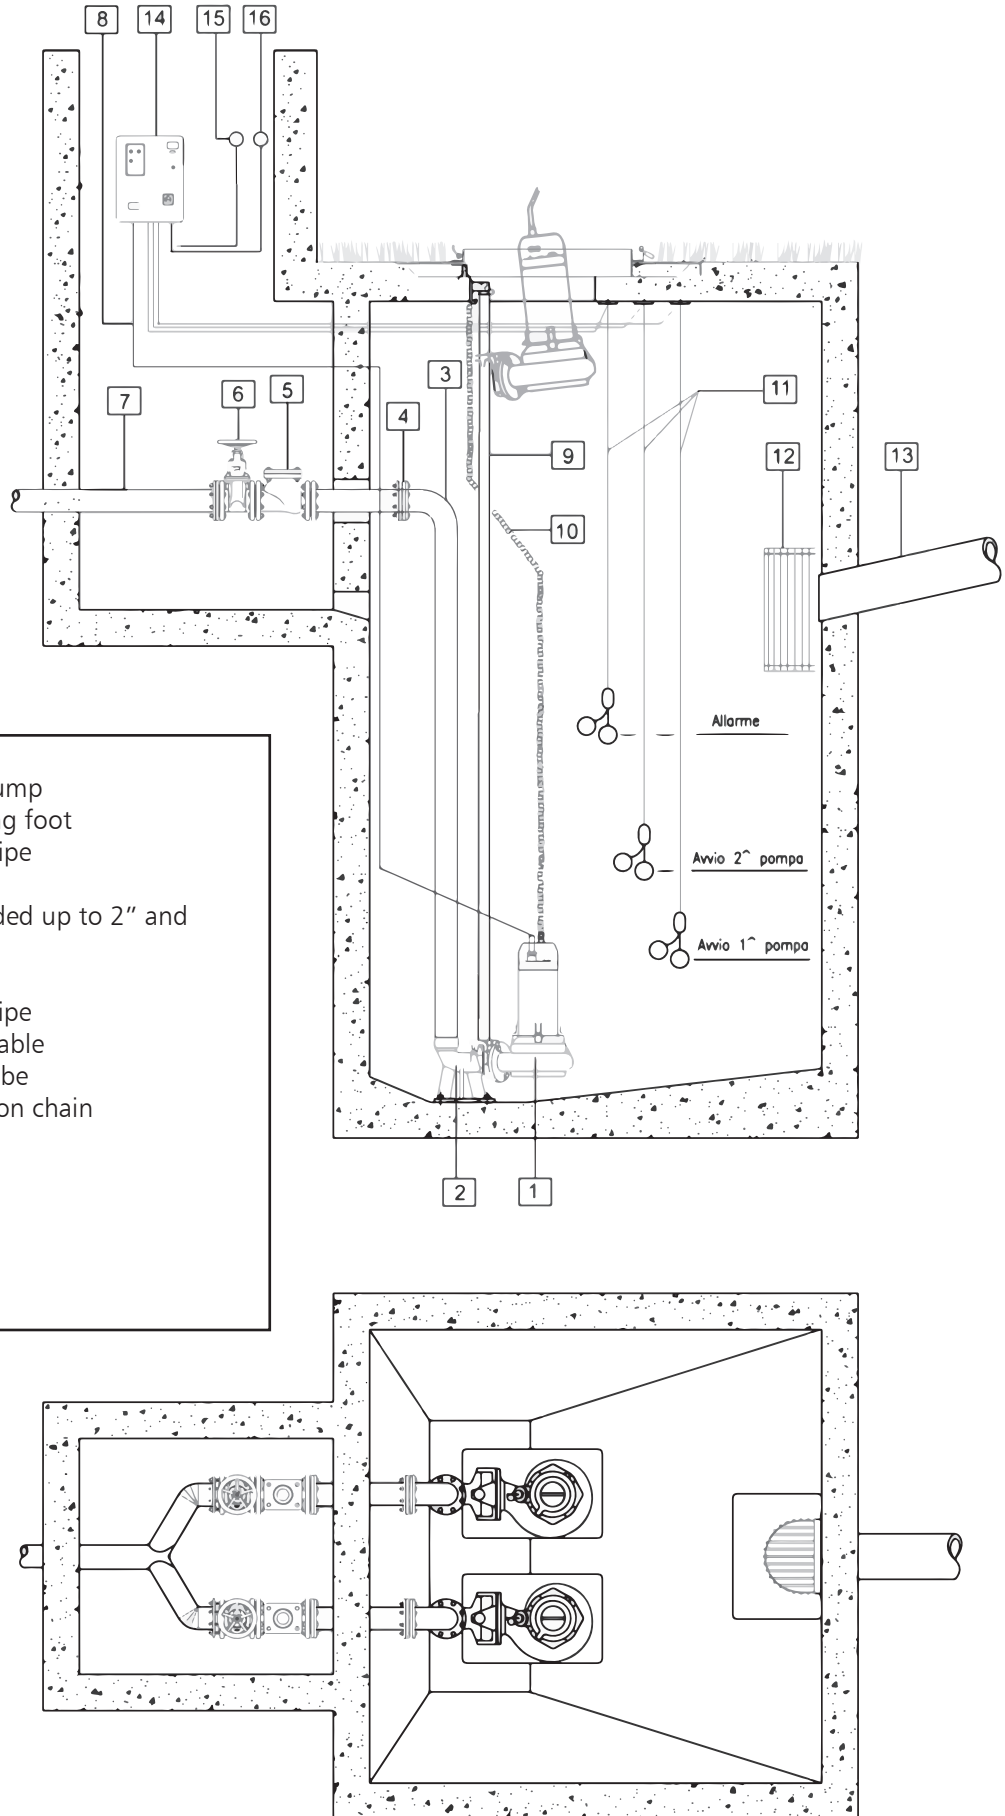 8 14 15 16
3
11
7 6 5 4
9 12 13
10
Allarme
Avvio 2^ pompa
Avvio 1^ pompa
ump
ng foot
ipe
ded up to 2” and
ipe
able
be
on chain
2 1